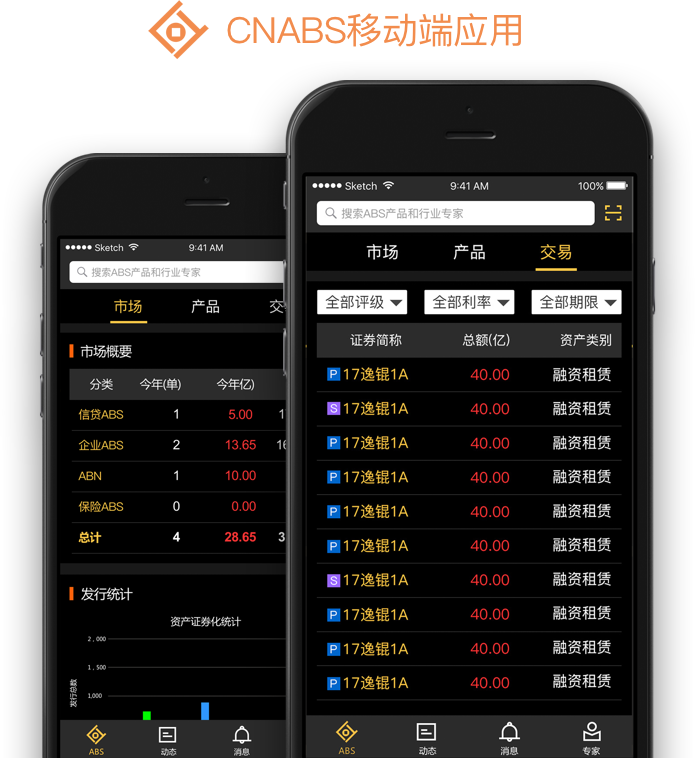 CNABS移动端应用
Sketch 9:41 AM
搜索ABS产品和行业专家
市场 产品 交
市场概要
分类 今年(单) 今年(亿)
信贷ABS 1 5.00 1
企业ABS 2 13.65 16
ABN 1 10.00
保险ABS 0 0.00
总计 4 28.65 3
发行统计
资产证券化统计
2,000
1,500
1,000
发行总数
ABS 动态 消息
Sketch 9:41 AM 100%
搜索ABS产品和行业专家
市场 产品 交易
全部评级 全部利率 全部期限
证券简称 总额(亿) 资产类别
P 17逸锟1A 40.00 融资租赁
S 17逸锟1A 40.00 融资租赁
P 17逸锟1A 40.00 融资租赁
P 17逸锟1A 40.00 融资租赁
P 17逸锟1A 40.00 融资租赁
P 17逸锟1A 40.00 融资租赁
S 17逸锟1A 40.00 融资租赁
P 17逸锟1A 40.00 融资租赁
P 17逸锟1A 40.00 融资租赁
P 17逸锟1A 40.00 融资租赁
ABS 动态 消息 专家